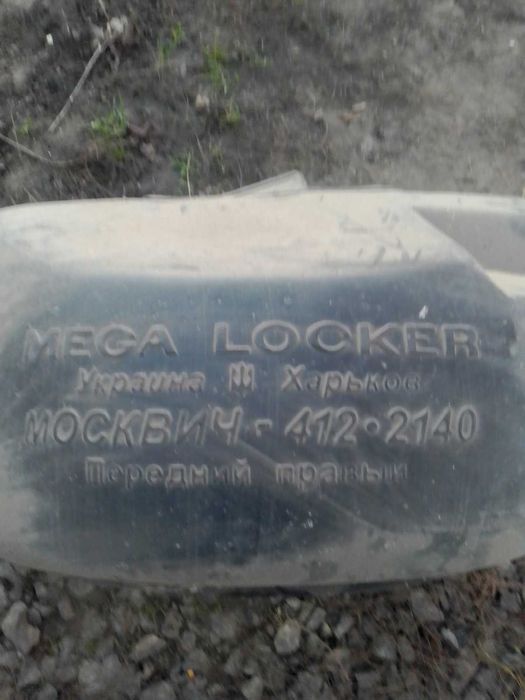 MEGA LOCKER
Украина Харьков
МОСКВИЧ - 412 • 2140
Передний правый